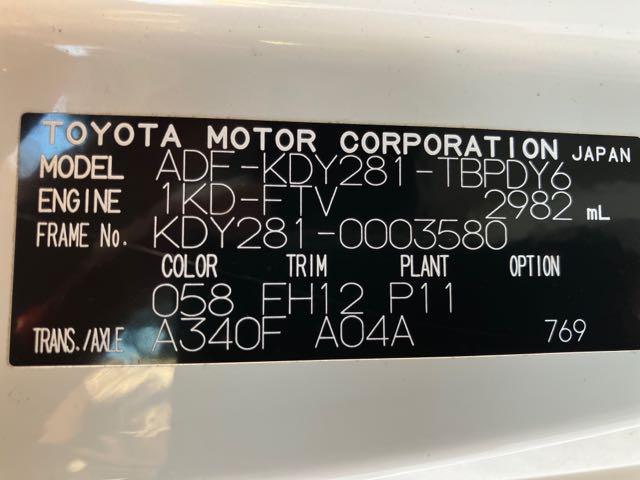 TOYOTA MOTOR CORPORATION JAPAN
MODEL ADF-KDY281-TBPDY6
ENGINE 1KD-FTV 2982 mL
FRAME No. KDY281-0003580
COLOR TRIM PLANT OPTION
058 FH12 P11
TRANS./AXLE A340F A04A 769